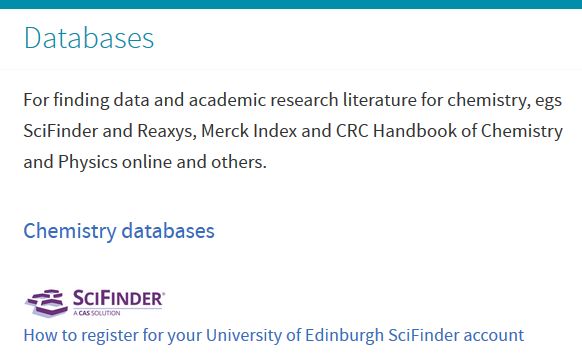 Databases
For finding data and academic research literature for chemistry, egs
SciFinder and Reaxys, Merck Index and CRC Handbook of Chemistry
and Physics online and others.
Chemistry databases
SCIFINDER®
A CAS SOLUTION
How to register for your University of Edinburgh SciFinder account